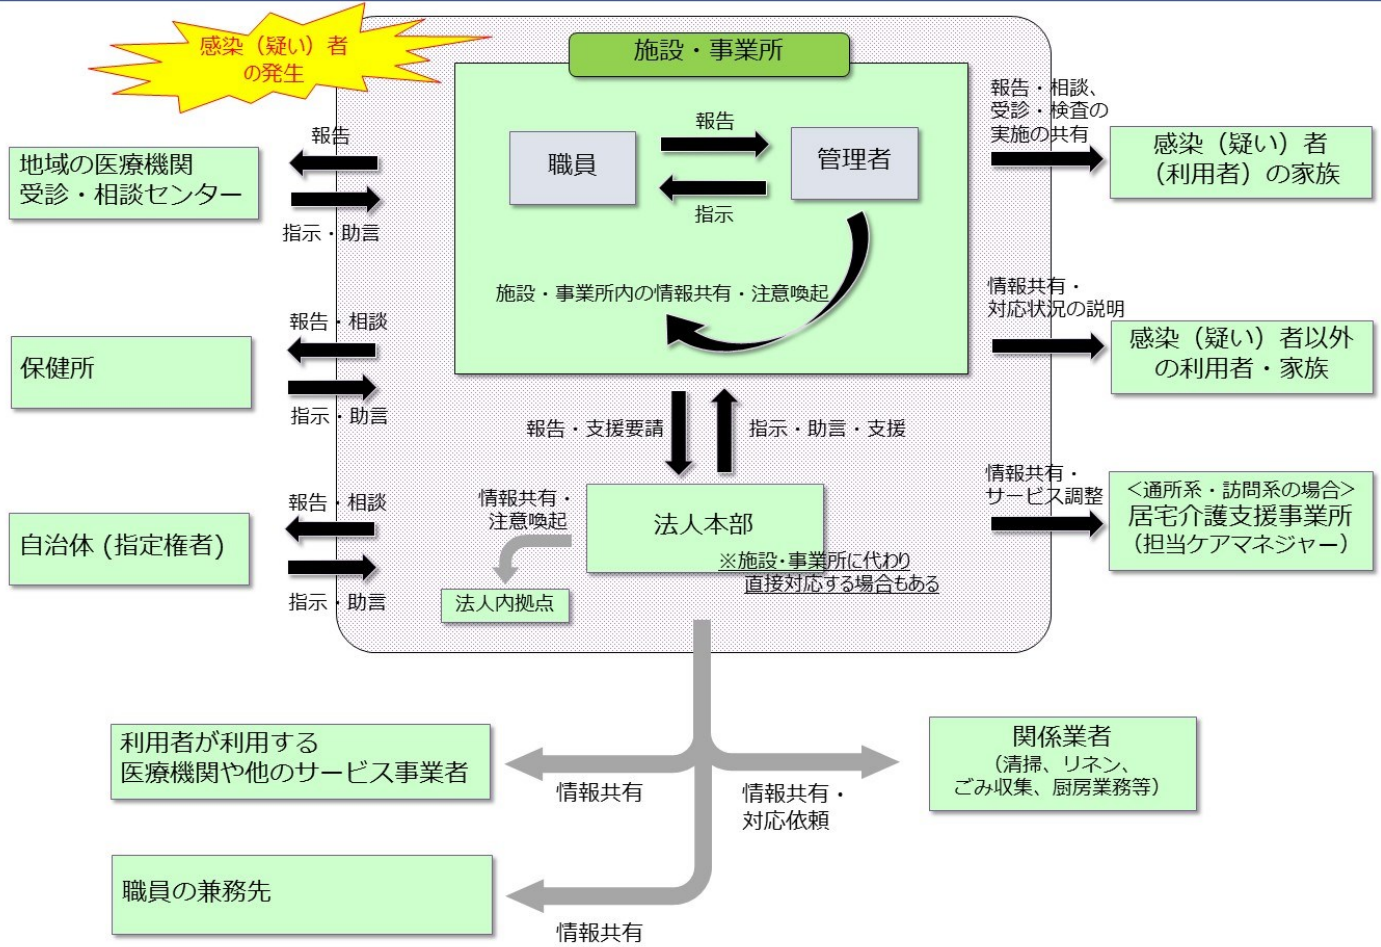 感染（疑い）者
の発生
施設・事業所
職員
報告
管理者
指示
施設・事業所内の情報共有・注意喚起
報告
地域の医療機関
受診・相談センター
指示・助言
報告・相談
保健所
指示・助言
報告・相談
自治体 (指定権者)
指示・助言
報告・相談、
受診・検査の
実施の共有
感染（疑い）者
（利用者）の家族
情報共有・
対応状況の説明
感染（疑い）者以外
の利用者・家族
情報共有・
サービス調整
＜通所系・訪問系の場合＞
居宅介護支援事業所
（担当ケアマネジャー）
報告・支援要請
指示・助言・支援
情報共有・
注意喚起
法人本部
※施設・事業所に代わり
直接対応する場合もある
法人内拠点
利用者が利用する
医療機関や他のサービス事業者
情報共有
情報共有・
対応依頼
関係業者
（清掃、リネン、
ごみ収集、厨房業務等）
職員の兼務先
情報共有